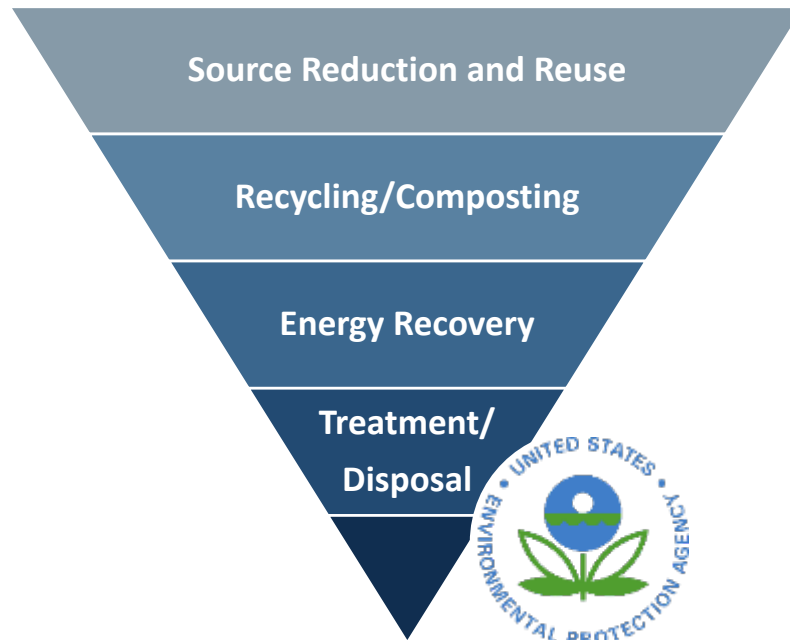 Source Reduction and Reuse
Recycling/Composting
Energy Recovery
Treatment/
Disposal
UNITED STATES
ENVIRONMENTAL PROTECTION AGENCY